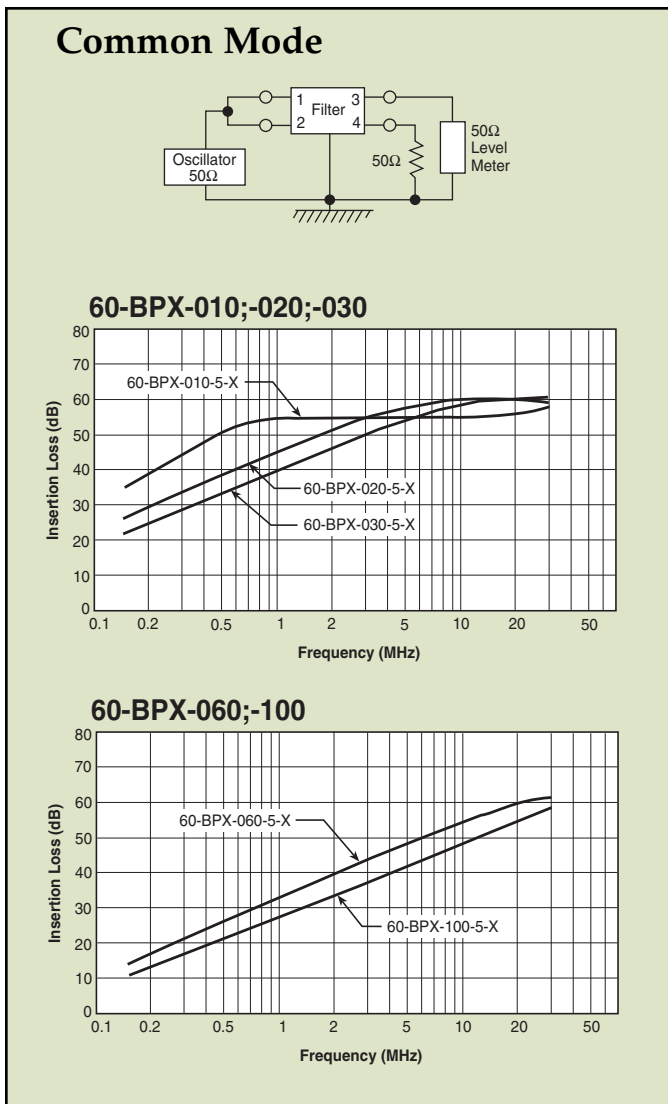 Common Mode
1 3
Filter
2 4
Oscillator
50Ω
50Ω
50Ω
Level
Meter
60-BPX-010;-020;-030
80
70
60
50
40
30
20
10
0
Insertion Loss (dB)
60-BPX-010-5-X
60-BPX-020-5-X
60-BPX-030-5-X
0.1 0.2 0.5 1 2 5 10 20 50
Frequency (MHz)
60-BPX-060;-100
80
70
60
50
40
30
20
10
0
Insertion Loss (dB)
60-BPX-060-5-X
60-BPX-100-5-X
0.1 0.2 0.5 1 2 5 10 20 50
Frequency (MHz)